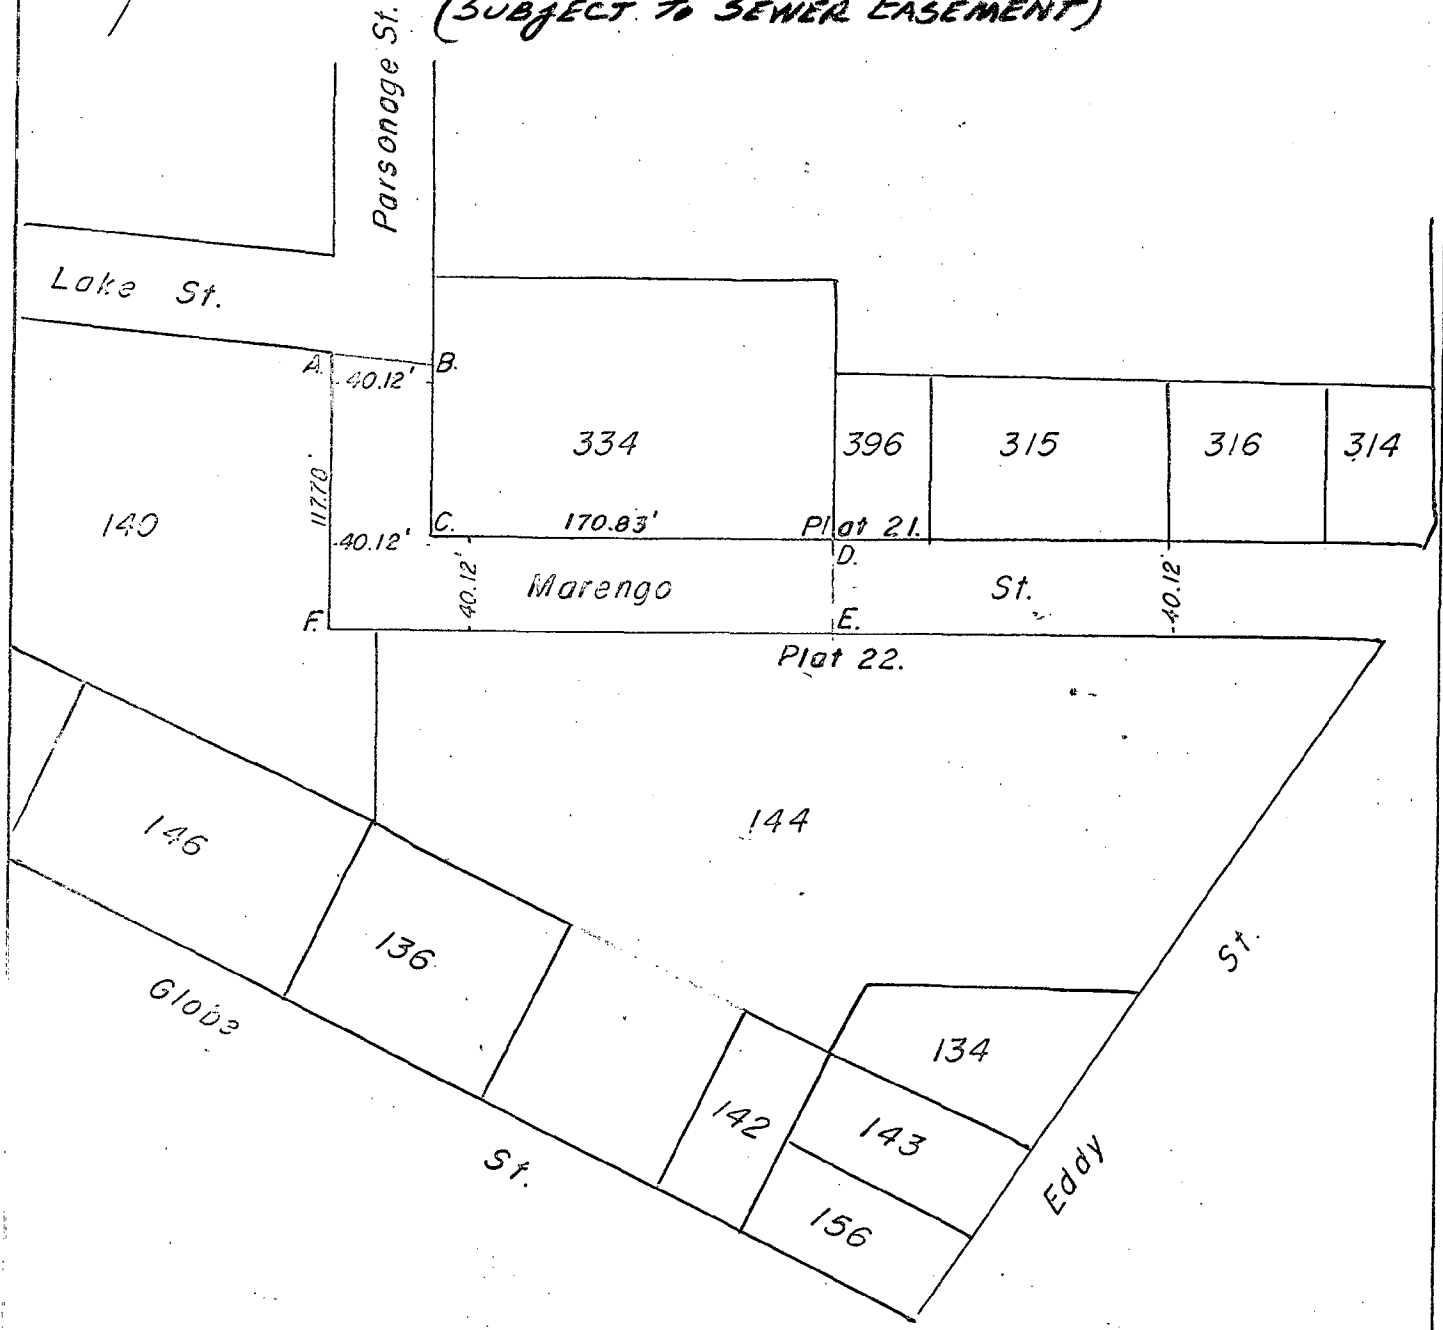 (SUBJECT TO SEWER EASEMENT)
Parsonage St.
Lake St.
A.
B.
40.12'
334
396
315
316
314
117.70'
140
C.
170.83'
Plat 21.
40.12'
D.
40.12'
Marengo
St.
40.12'
F.
E.
Plat 22.
144
146
136
St.
Globe
134
142
143
Eddy
St.
156